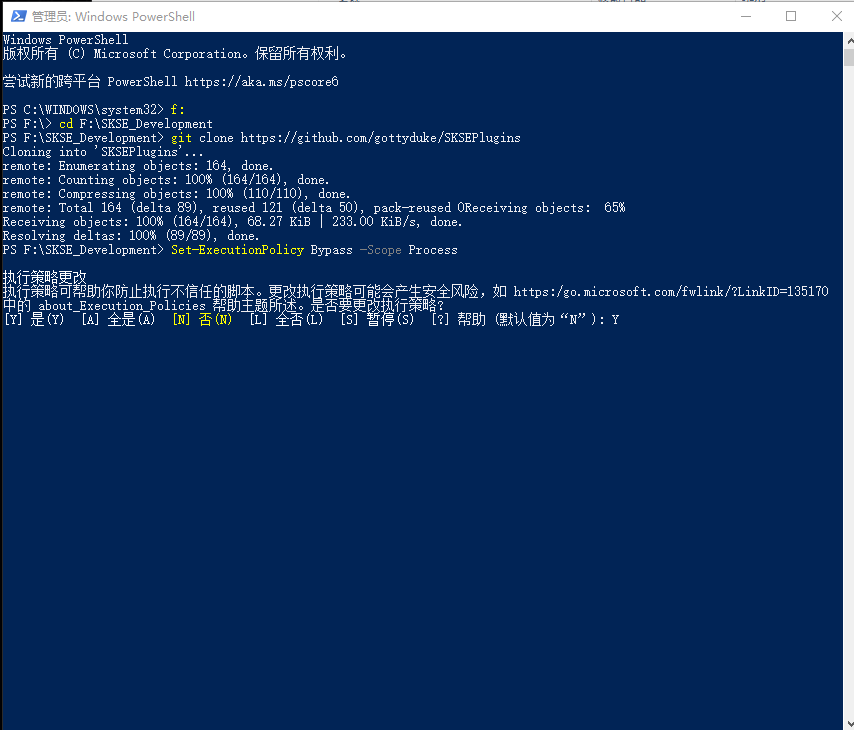 管理员: Windows PowerShell
Windows PowerShell
版权所有 (C) Microsoft Corporation。保留所有权利。
尝试新的跨平台 PowerShell https://aka.ms/pscore6
PS C:\WINDOWS\system32> f:
PS F:\> cd F:\SKSE_Development
PS F:\SKSE_Development> git clone https://github.com/gottyduke/SKSEPlugins
Cloning into 'SKSEPlugins'...
remote: Enumerating objects: 164, done.
remote: Counting objects: 100% (164/164), done.
remote: Compressing objects: 100% (110/110), done.
remote: Total 164 (delta 89), reused 121 (delta 50), pack-reused 0Receiving objects:  65%
Receiving objects: 100% (164/164), 68.27 KiB | 233.00 KiB/s, done.
Resolving deltas: 100% (89/89), done.
PS F:\SKSE_Development> Set-ExecutionPolicy Bypass -Scope Process
执行策略更改
执行策略可帮助你防止执行不信任的脚本。更改执行策略可能会产生安全风险，如 https:/go.microsoft.com/fwlink/?LinkID=135170
中的 about_Execution_Policies 帮助主题所述。是否要更改执行策略?
[Y] 是(Y)  [A] 全是(A)  [N] 否(N)  [L] 全否(L)  [S] 暂停(S)  [?] 帮助 (默认值为“N”): Y